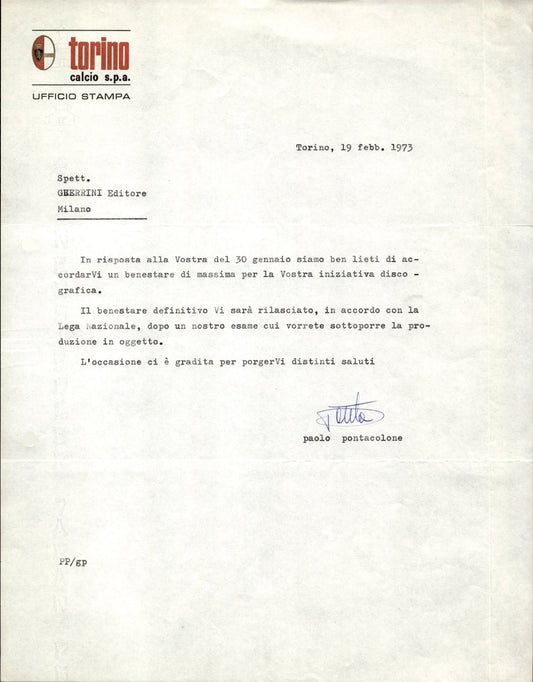 torino
calcio s.p.a.
UFFICIO STAMPA
Torino, 19 febb. 1973
Spett.
GUERRINI Editore
Milano
In risposta alla Vostra del 30 gennaio siamo ben lieti di ac-
cordarVi un benestare di massima per la Vostra iniziativa disco -
grafica.
Il benestare definitivo Vi sarà rilasciato, in accordo con la
Lega Nazionale, dopo un nostro esame cui vorrete sottoporre la pro-
duzione in oggetto.
L'occasione ci è gradita per porgerVi distinti saluti
paolo pontacolone
PP/gp